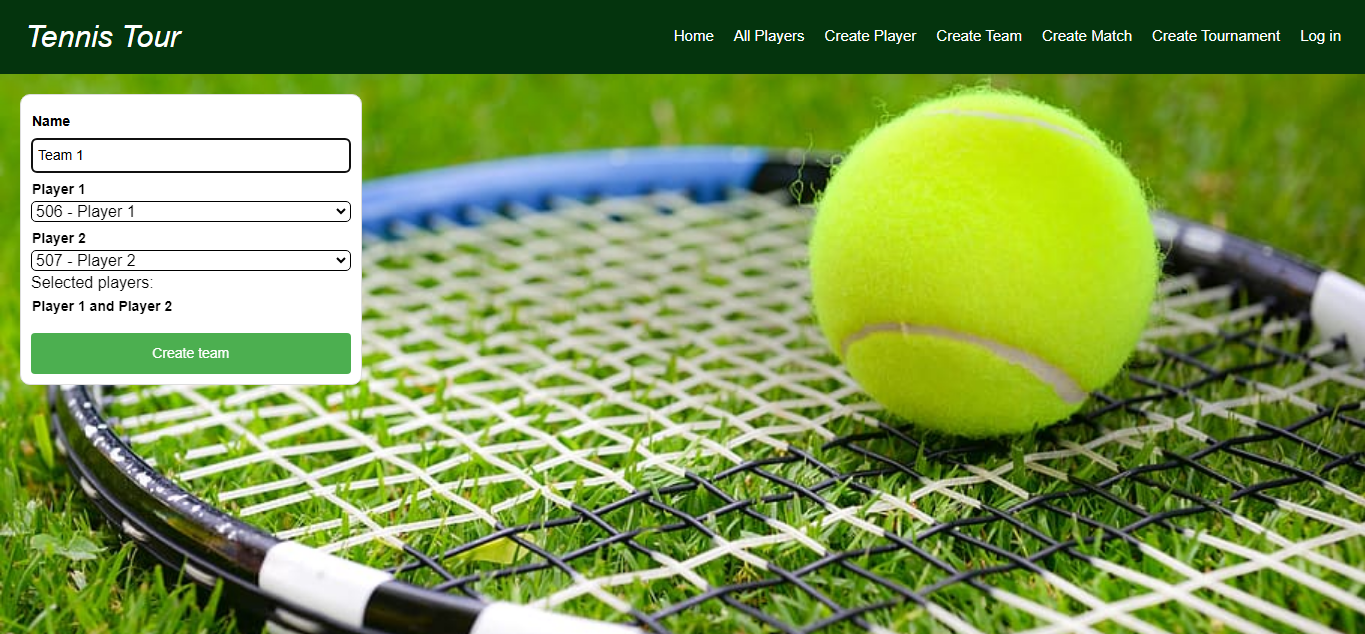 Tennis Tour
Home All Players Create Player Create Team Create Match Create Tournament Log in
Name
Team 1
Player 1
506 - Player 1
Player 2
507 - Player 2
Selected players:
Player 1 and Player 2
Create team